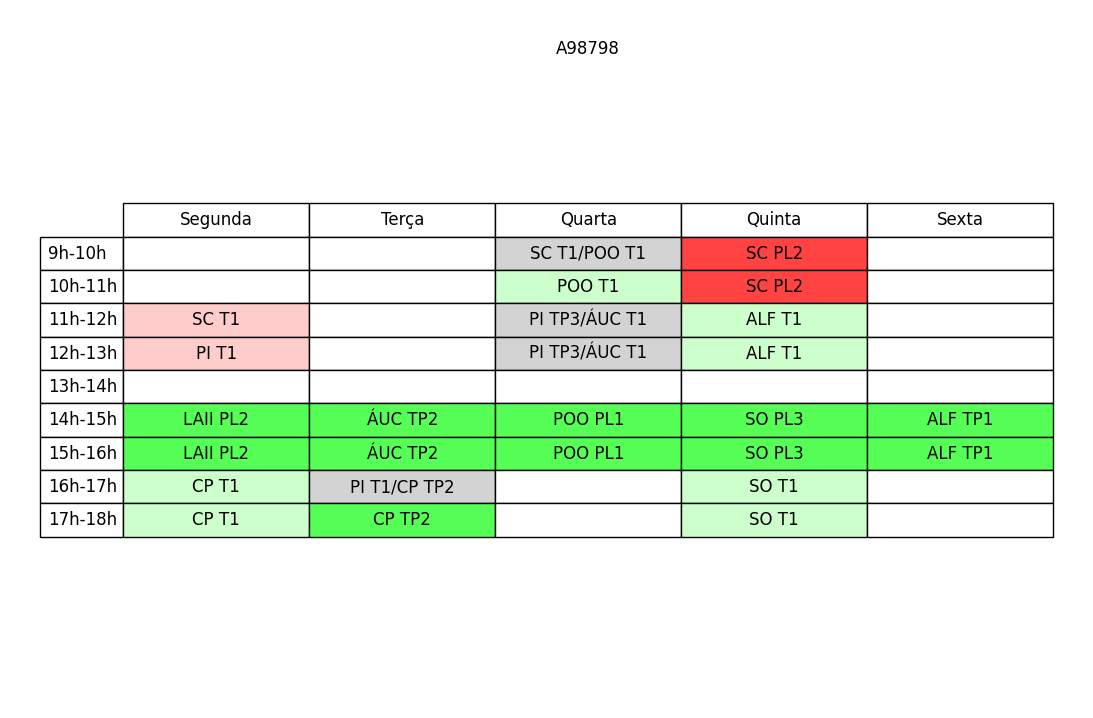 A98798
Segunda Terça Quarta Quinta Sexta
9h-10h SC T1/POO T1 SC PL2
10h-11h POO T1 SC PL2
11h-12h SC T1 PI TP3/ÁUC T1 ALF T1
12h-13h PI T1 PI TP3/ÁUC T1 ALF T1
13h-14h
14h-15h LAII PL2 ÁUC TP2 POO PL1 SO PL3 ALF TP1
15h-16h LAII PL2 ÁUC TP2 POO PL1 SO PL3 ALF TP1
16h-17h CP T1 PI T1/CP TP2 SO T1
17h-18h CP T1 CP TP2 SO T1